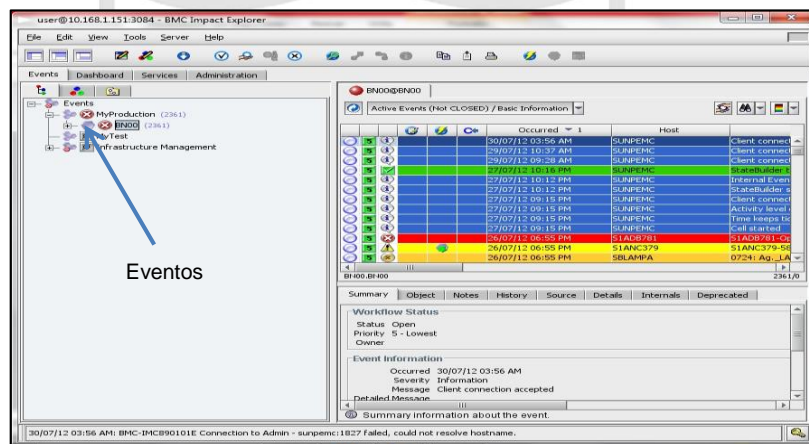 user@10.168.1.151:3084 - BMC Impact Explorer
File Edit View Tools Server Help
Events Dashboard Services Administration
Events
MyProduction (2361)
BN00 (2361)
MyTest
Infrastructure Management
Eventos
BN00@BN00
Active Events (Not CLOSED) / Basic Information
Occurred 1 Host
30/07/12 03:56 AM SUNPEMC Client connec
29/07/12 10:37 AM SUNPEMC Client connect
29/07/12 09:28 AM SUNPEMC Client connect
27/07/12 10:16 PM SUNPEMC StateBuilder
27/07/12 10:12 PM SUNPEMC Internal Even
27/07/12 10:12 PM SUNPEMC StateBuilder s
27/07/12 09:15 PM SUNPEMC Client connect
27/07/12 09:15 PM SUNPEMC Activity level
27/07/12 09:15 PM SUNPEMC Time keeps tic
27/07/12 09:15 PM SUNPEMC Cell started
26/07/12 06:55 PM S1ADB781 S1ADB781-Op
26/07/12 06:55 PM S1ANC379 S1ANC379-58
26/07/12 06:55 PM SBLAMPA 0724: Ag._LA
BN00.BN00 2361/0
Summary Object Notes History Source Details Internals Deprecated
Workflow Status
Status Open
Priority 5 - Lowest
Owner
Event Information
Occurred 30/07/12 03:56 AM
Severity Information
Message Client connection accepted
Detailed Message
Summary information about the event.
30/07/12 03:56 AM: BMC-IMC890101E Connection to Admin - sunpemc:1827 failed, could not resolve hostname.